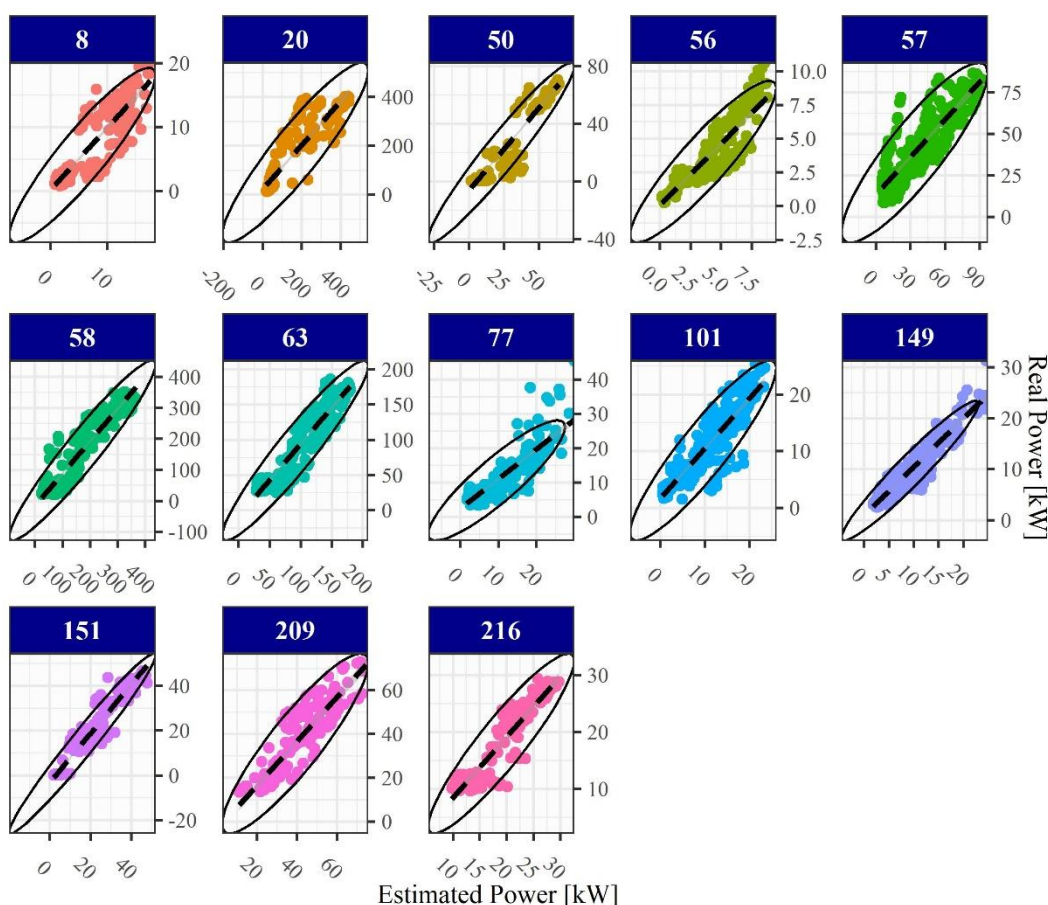 8 20 50 56 57
20 10 0
400 200 0
80 40 0 -40
10.0 7.5 5.0 2.5 0.0 -2.5
75 50 25 0
0 10
-200 0 200 400
-25 0 25 50
0.0 2.5 5.0 7.5
0 30 60 90
58 63 77 101 149
400 300 200 100 0 -100
200 150 100 50 0
40 30 20 10 0
20 10 0
30 20 10 0
Real Power [kW]
0 100 200 300 400
0 50 100 150 200
0 10 20
0 10 20
0 5 10 15 20
151 209 216
40 20 0 -20
60 40 20 0
30 20 10
0 20 40
20 40 60
10 15 20 25 30
Estimated Power [kW]